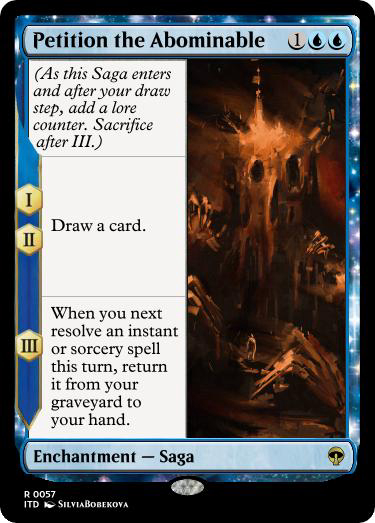 Petition the Abominable 1
(As this Saga enters
and after your draw
step, add a lore
counter. Sacrifice
after III.)
I
II
Draw a card.
III
When you next
resolve an instant
or sorcery spell
this turn, return
it from your
graveyard to
your hand.
Enchantment — Saga
R 0057
ITD SilviaBobekova